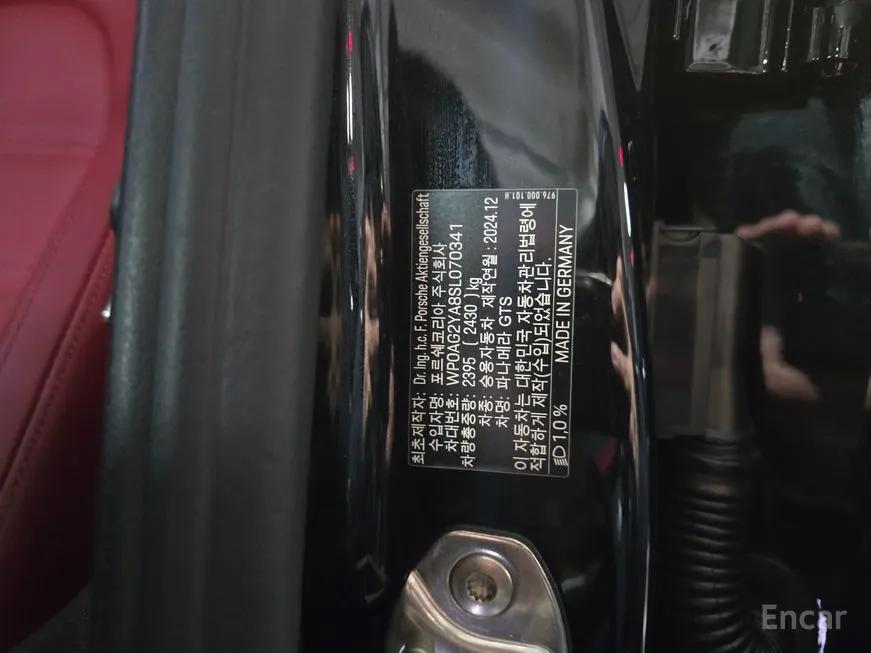 최초제작자: Dr. Ing. h.c. F. Porsche Aktiengesellschaft
수입자명: 포르쉐코리아 주식회사
차대번호: WP0AG2YA8SL070341
차량총중량: 2395 ( 2430 ) kg
차종: 승용자동차 제작연월: 2024.12
차명: 파나메라 GTS
이 자동차는 대한민국 자동차관리법령에
적합하게 제작(수입)되었습니다.
1,0 % MADE IN GERMANY
976.000.101.H
Encar